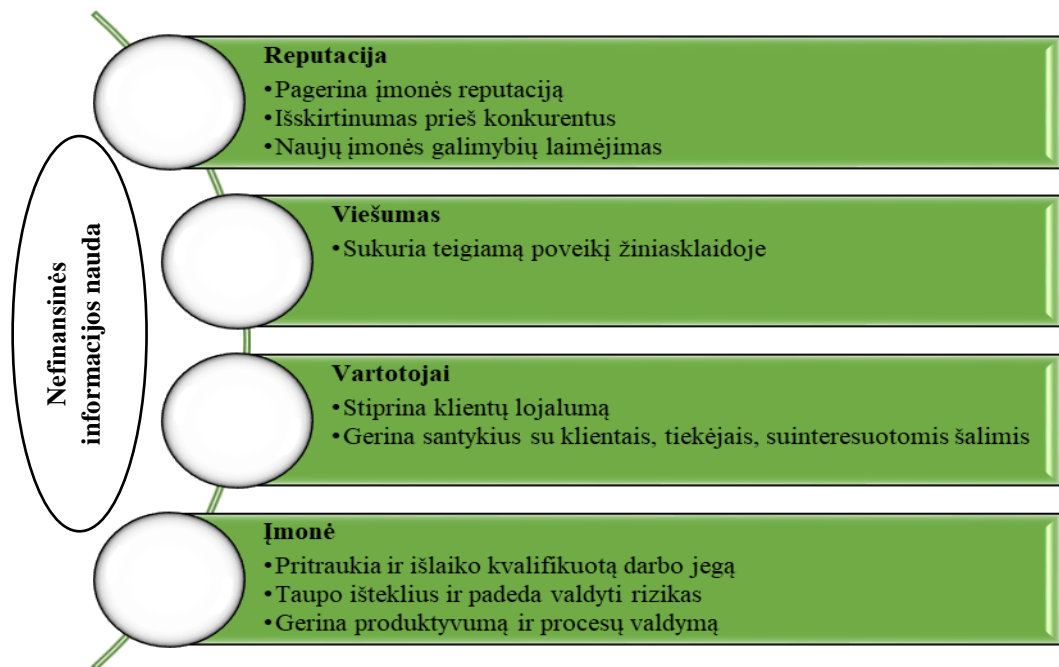 Nefinansinės
informacijos nauda
Reputacija
•Pagerina įmonės reputaciją
•Išskirtinumas prieš konkurentus
•Naujų įmonės galimybių laimėjimas
Viešumas
•Sukuria teigiamą poveikį žiniasklaidoje
Vartotojai
•Stiprina klientų lojalumą
•Gerina santykius su klientais, tiekėjais, suinteresuotomis šalimis
Įmonė
•Pritraukia ir išlaiko kvalifikuotą darbo jegą
•Taupo išteklius ir padeda valdyti rizikas
•Gerina produktyvumą ir procesų valdymą